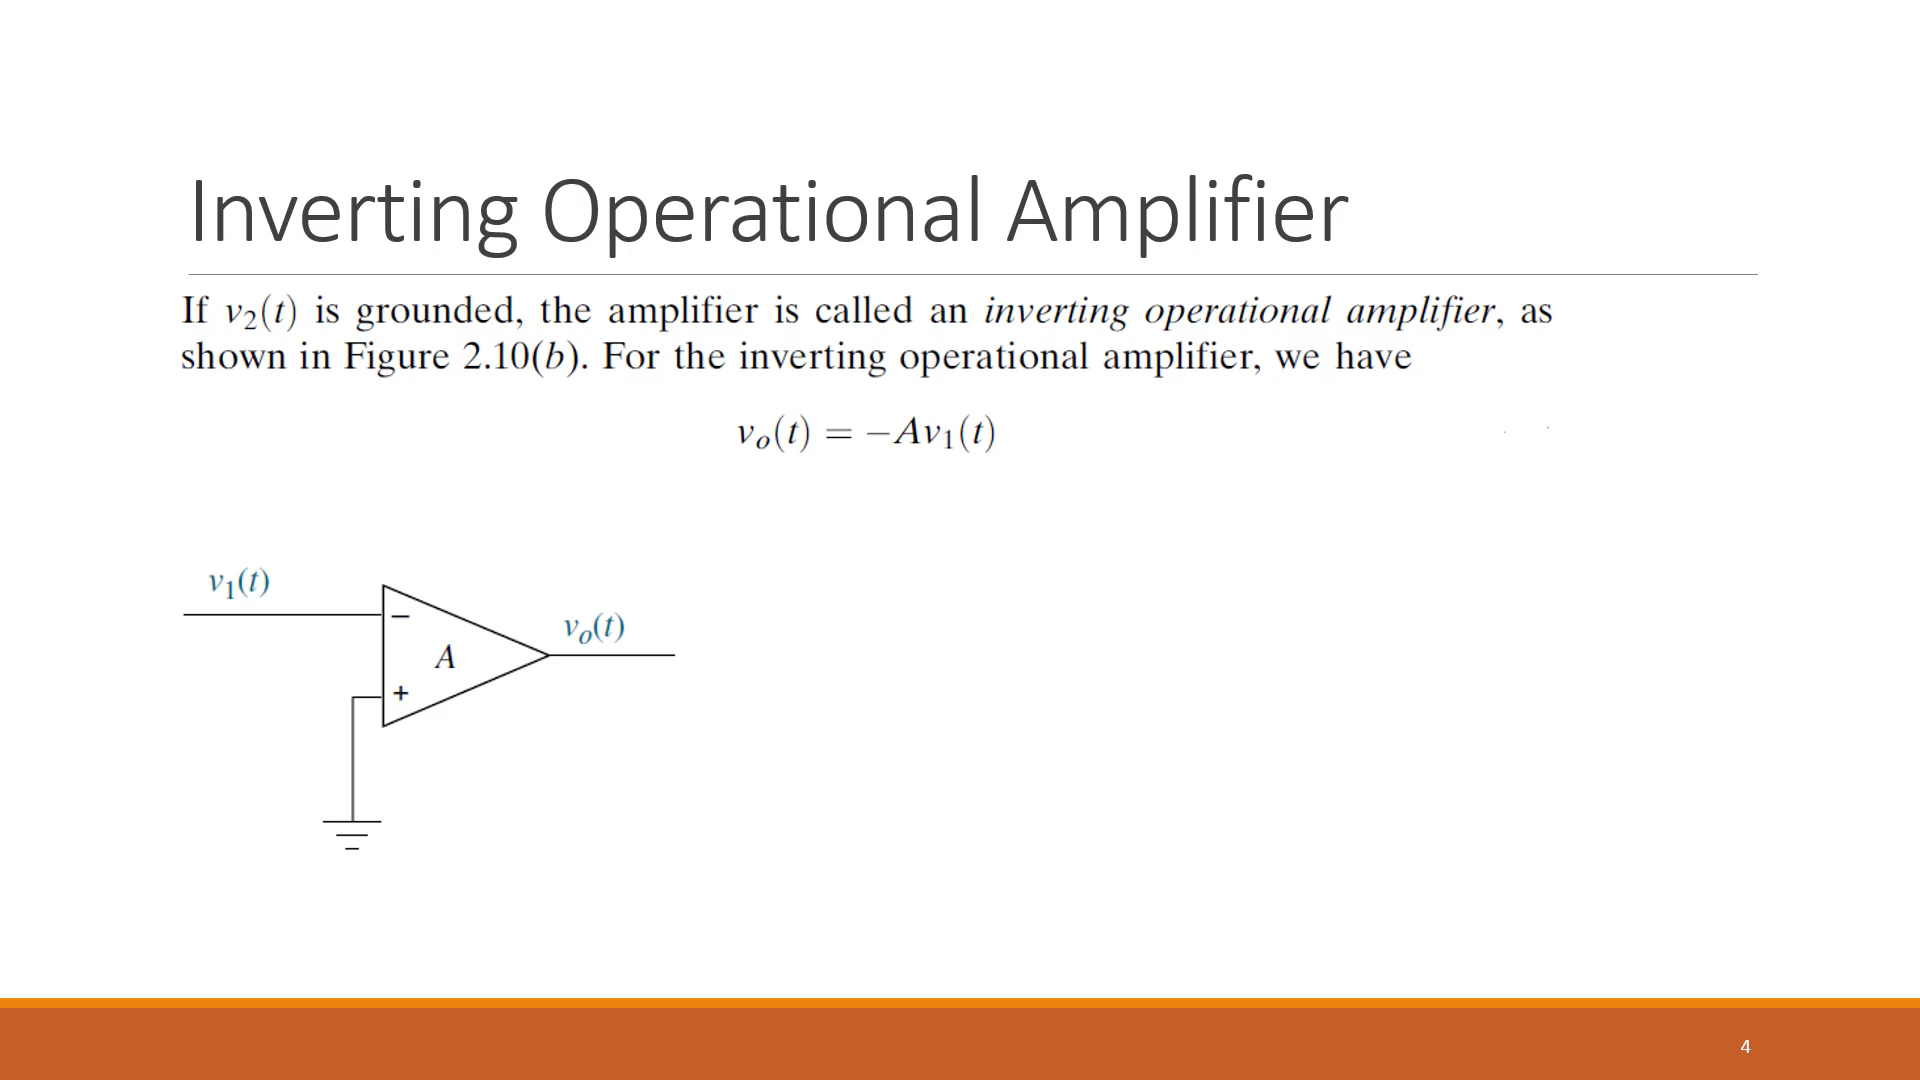 Inverting Operational Amplifier
If v₂(t) is grounded, the amplifier is called an inverting operational amplifier, as
shown in Figure 2.10(b). For the inverting operational amplifier, we have
vₒ(t) = −Av₁(t)
v₁(t)
−
vₒ(t)
A
+
4